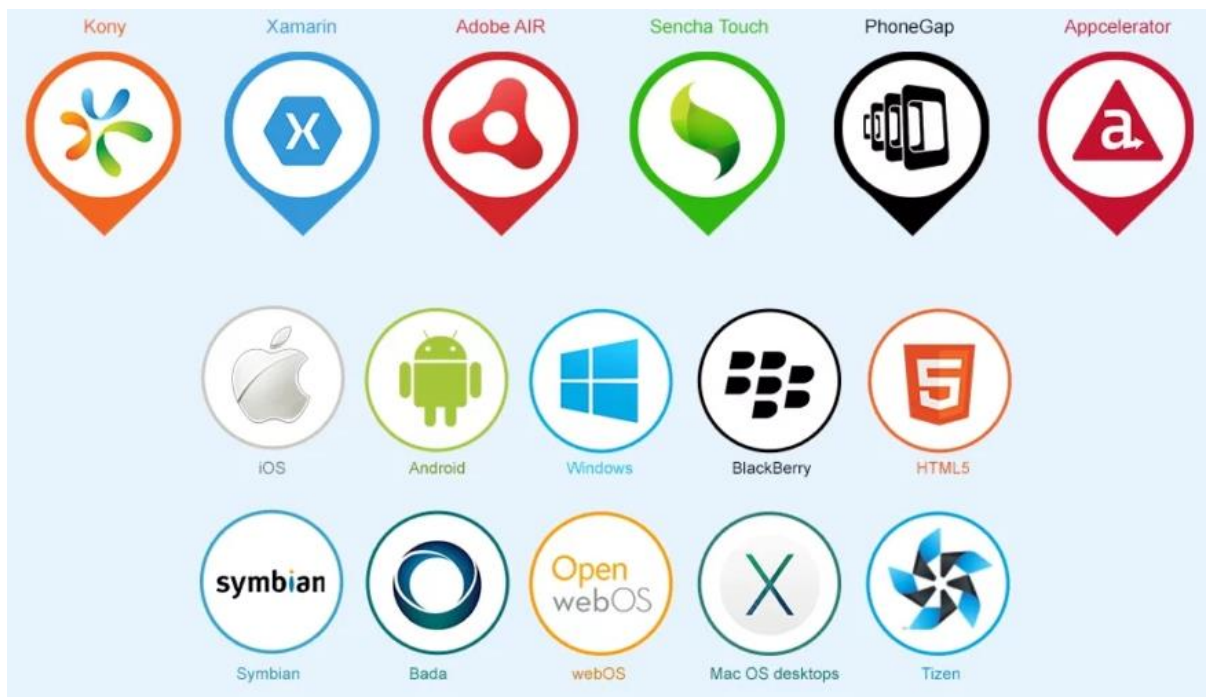 Kony Xamarin Adobe AIR Sencha Touch PhoneGap Appcelerator
X a
5
iOS Android Windows BlackBerry HTML5
symbian Open webOS X
Symbian Bada webOS Mac OS desktops Tizen